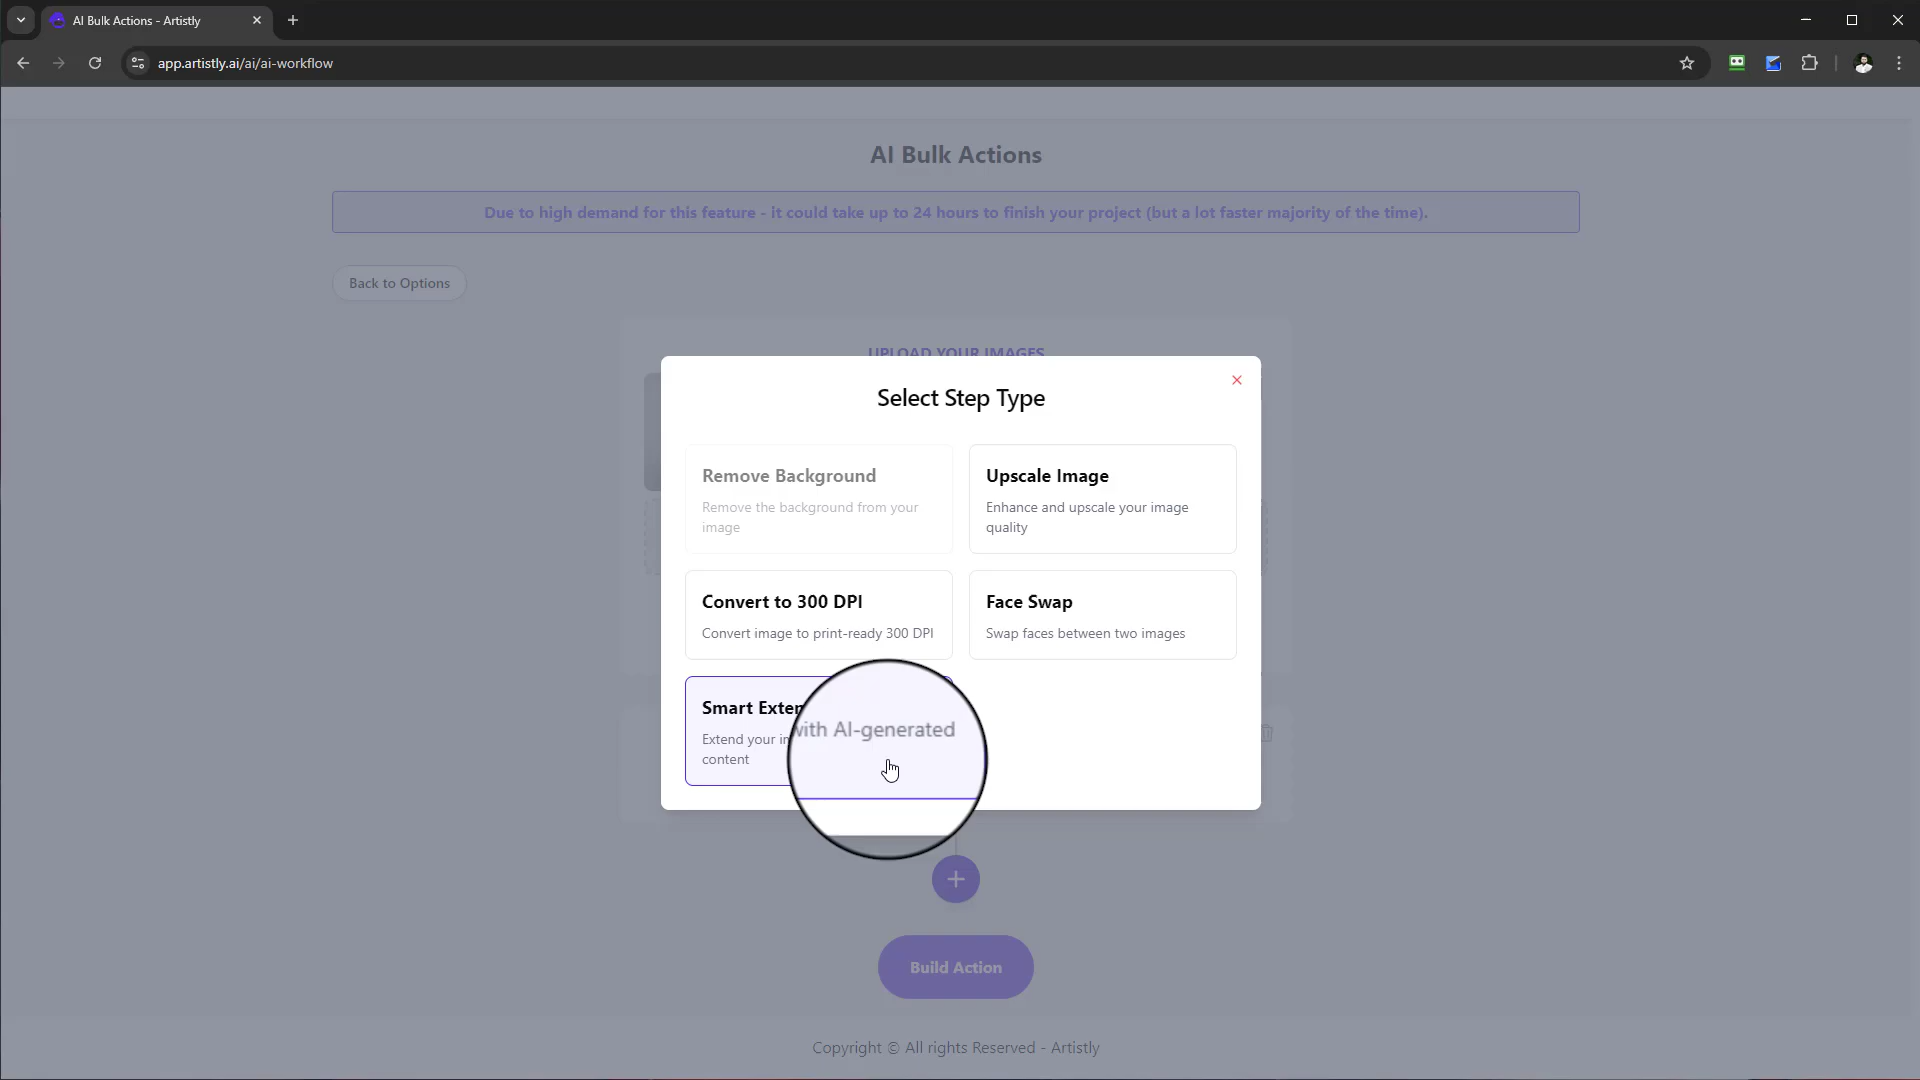 AI Bulk Actions - Artistly
app.artistly.ai/ai/ai-workflow
AI Bulk Actions
Due to high demand for this feature - it could take up to 24 hours to finish your project (but a lot faster majority of the time).
Back to Options
UPLOAD YOUR IMAGES
Select Step Type
Remove Background
Remove the background from your
image
Upscale Image
Enhance and upscale your image
quality
Convert to 300 DPI
Convert image to print-ready 300 DPI
Face Swap
Swap faces between two images
Smart
Extend your
with AI-generated
content
Build Action
Copyright © All rights Reserved - Artistly